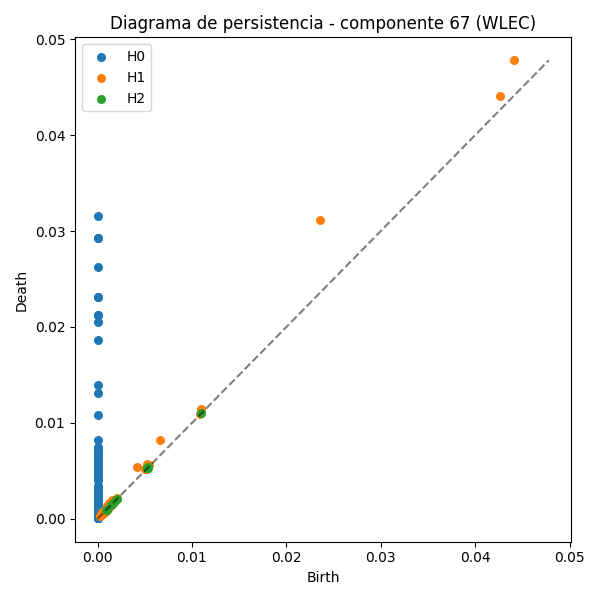 Diagrama de persistencia - componente 67 (WLEC)
H0
H1
H2
Death
0.05
0.04
0.03
0.02
0.01
0.00
0.00 0.01 0.02 0.03 0.04 0.05
Birth